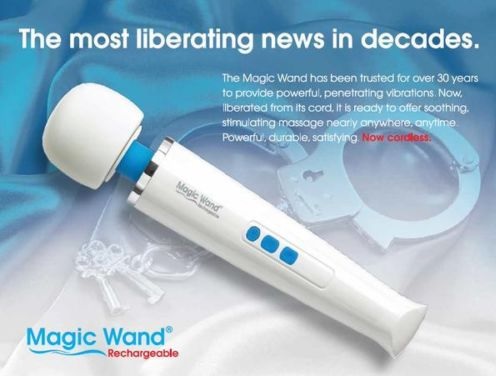 The most liberating news in decades.
The Magic Wand has been trusted for over 30 years
to provide powerful, penetrating vibrations. Now,
liberated from its cord, it is ready to offer soothing,
stimulating massage nearly anywhere, anytime.
Powerful, durable, satisfying. Now cordless.
Magic Wand®
Rechargeable
Magic Wand®
Rechargeable